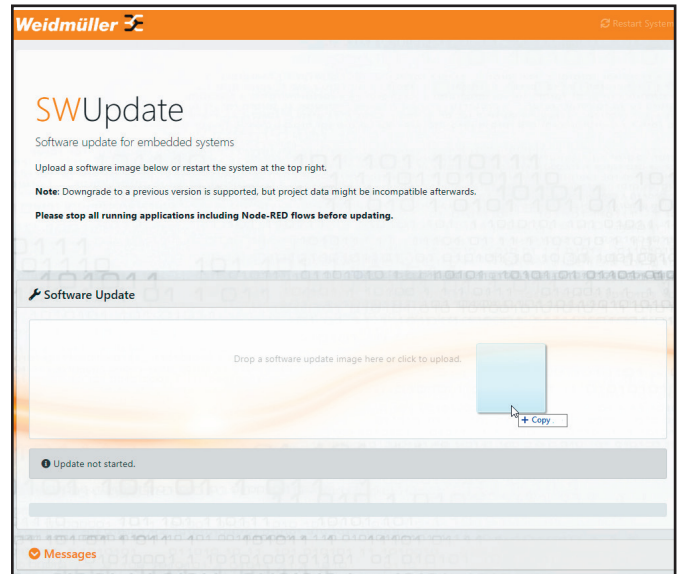 Weidmüller
Restart System
SWUpdate
Software update for embedded systems
Upload a software image below or restart the system at the top right.
Note: Downgrade to a previous version is supported, but project data might be incompatible afterwards.
Please stop all running applications including Node-RED flows before updating.
Software Update
Drop a software update image here or click to upload.
+ Copy
Update not started.
Messages